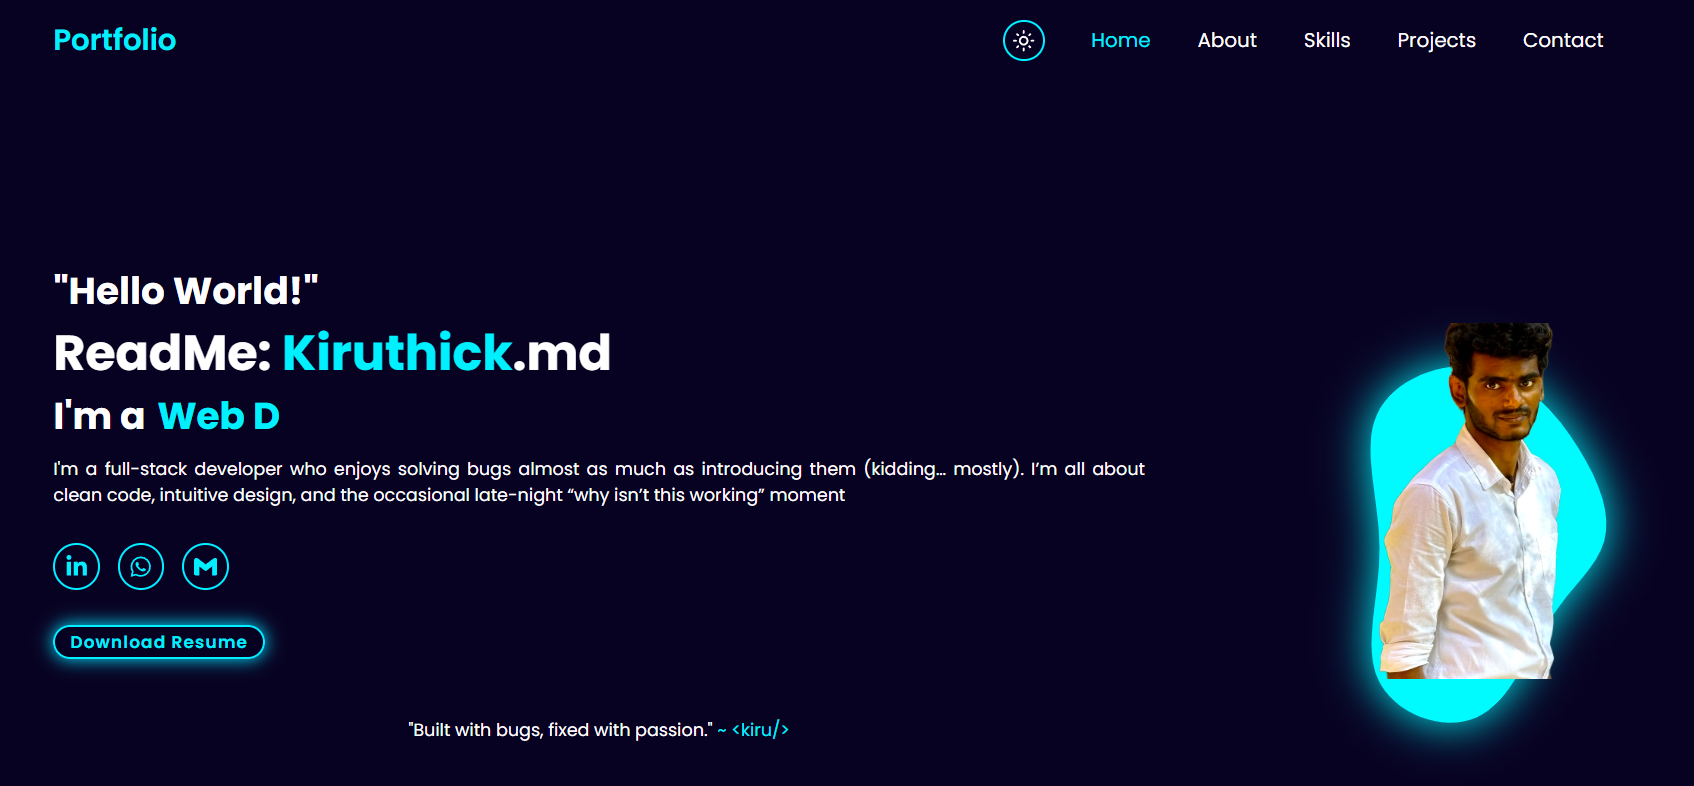 Portfolio
Home
About
Skills
Projects
Contact
"Hello World!"
ReadMe: Kiruthick.md
I'm a Web D
I'm a full-stack developer who enjoys solving bugs almost as much as introducing them (kidding... mostly). I’m all about
clean code, intuitive design, and the occasional late-night “why isn’t this working” moment
in
Download Resume
"Built with bugs, fixed with passion." ~ <kiru/>